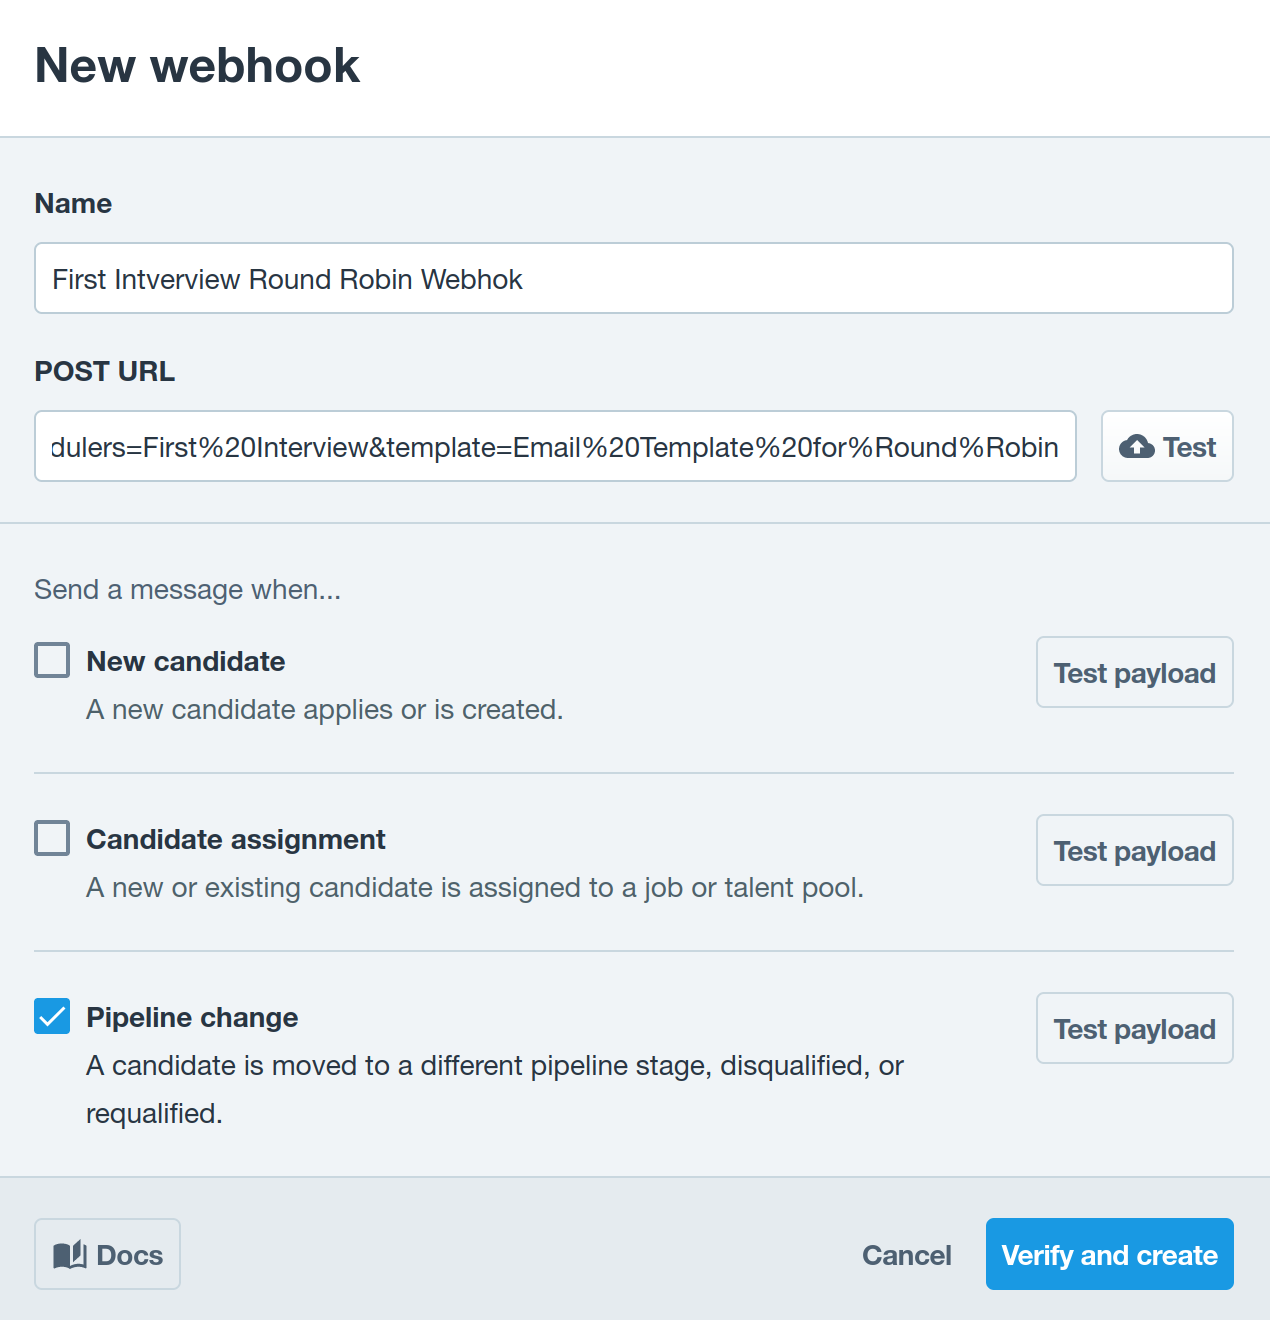 New webhook
Name
First Intverview Round Robin Webhok
POST URL
dulers=First%20Interview&template=Email%20Template%20for%Round%Robin
Test
Send a message when...
New candidate
Test payload
A new candidate applies or is created.
Candidate assignment
Test payload
A new or existing candidate is assigned to a job or talent pool.
Pipeline change
Test payload
A candidate is moved to a different pipeline stage, disqualified, or
requalified.
Docs
Cancel
Verify and create